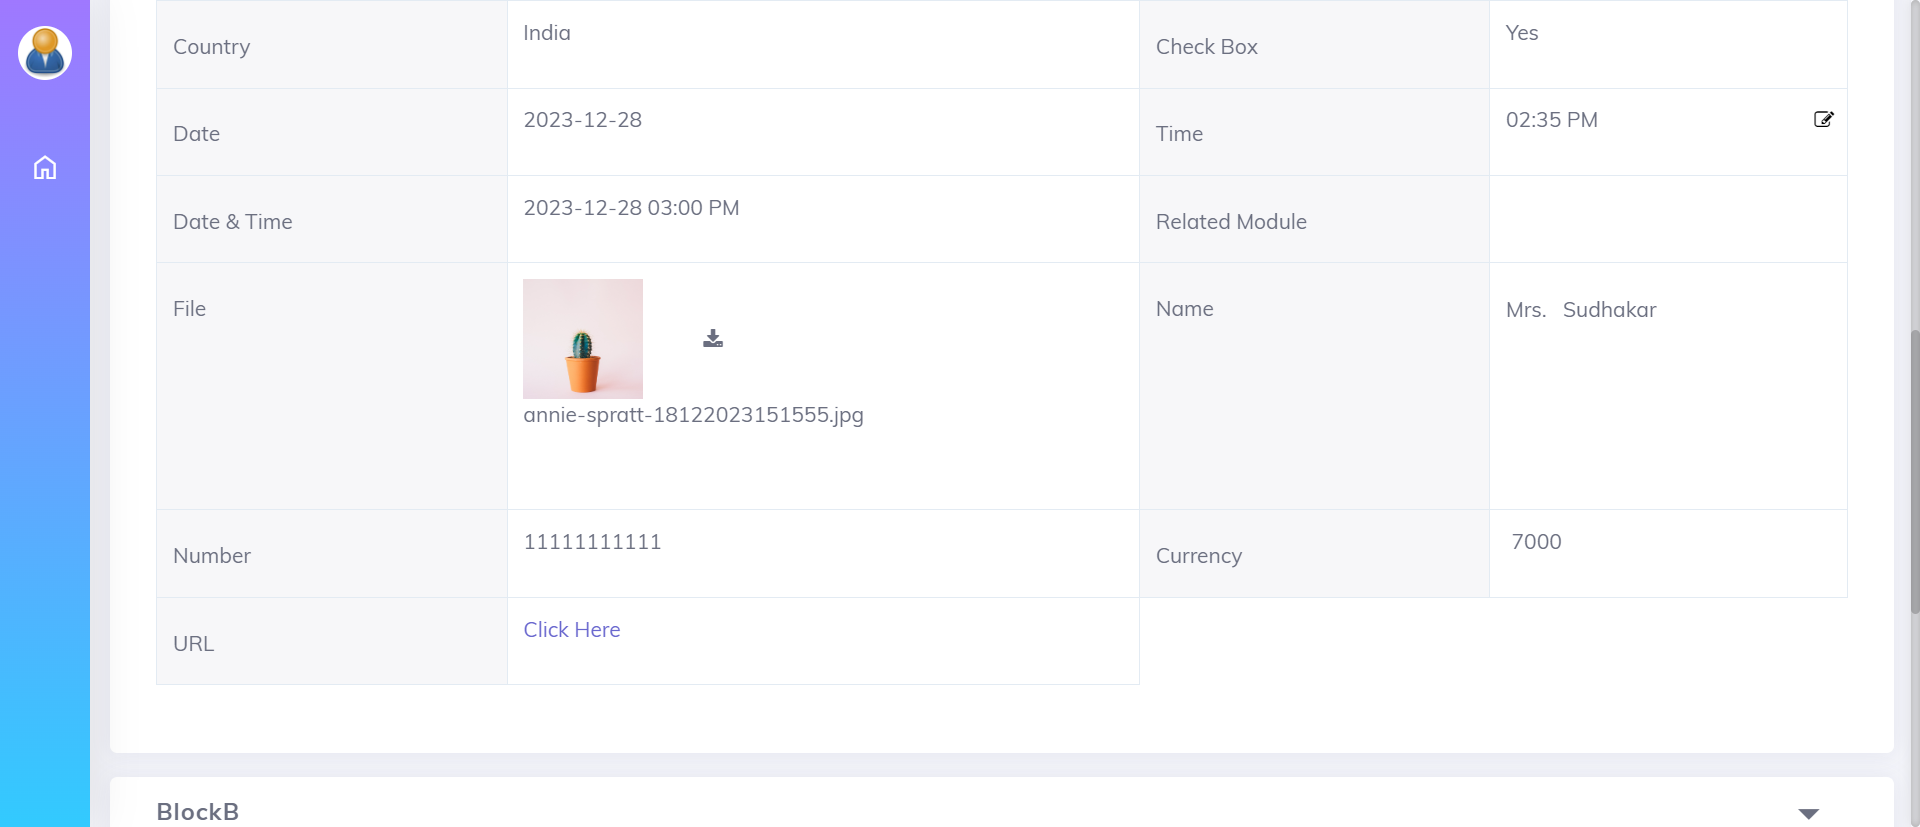 Country India Check Box Yes
Date 2023-12-28 Time 02:35 PM
Date & Time 2023-12-28 03:00 PM Related Module
File Name Mrs. Sudhakar
annie-spratt-18122023151555.jpg
Number 11111111111 Currency 7000
URL Click Here
BlockB